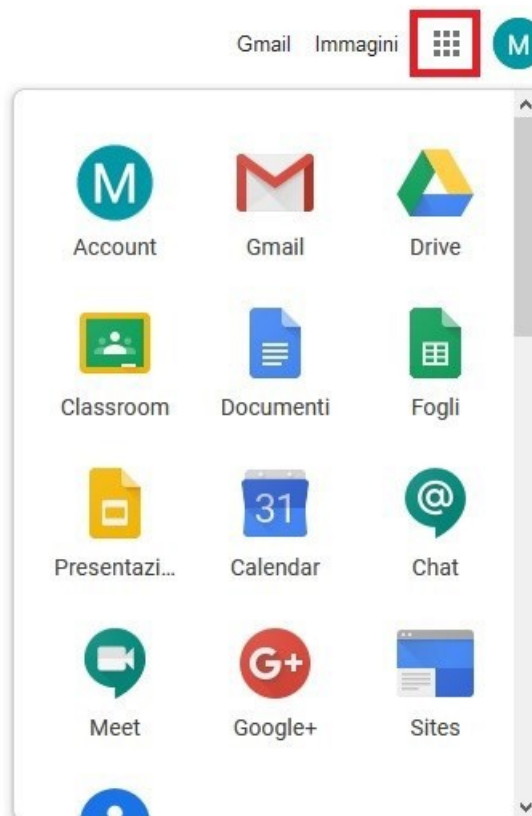 Gmail Immagini M
M
Account Gmail Drive
Classroom Documenti Fogli
31 @
Presentazi... Calendar Chat
G+
Meet Google+ Sites